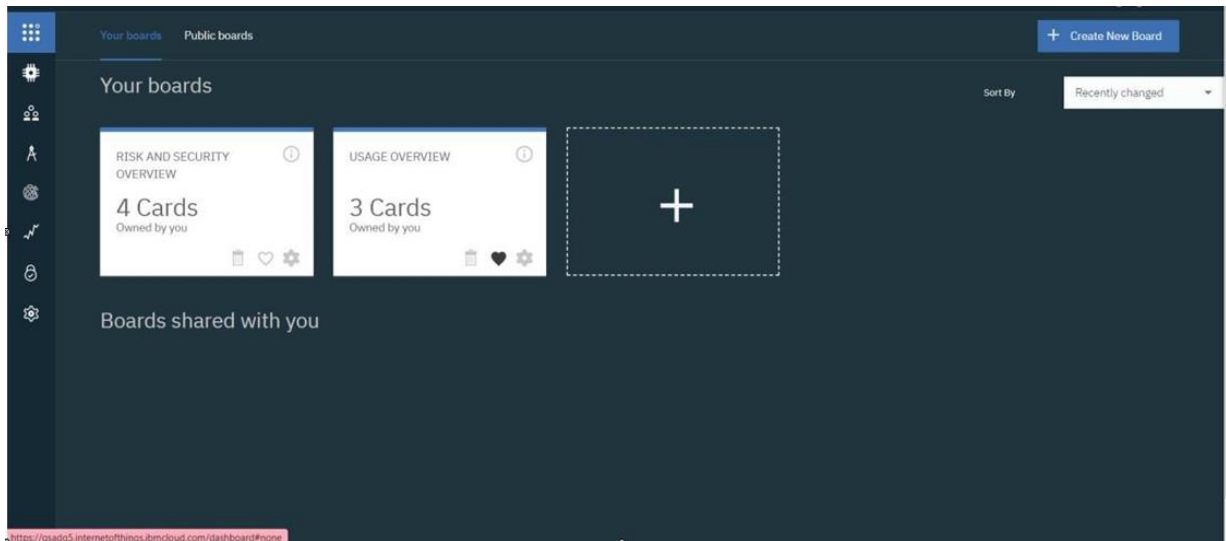 Your boards Public boards
+ Create New Board
Your boards
Sort By Recently changed
RISK AND SECURITY
OVERVIEW
4 Cards
Owned by you
USAGE OVERVIEW
3 Cards
Owned by you
Boards shared with you
https://qsado5.internetofthings.ibmcloud.com/dashboard#none